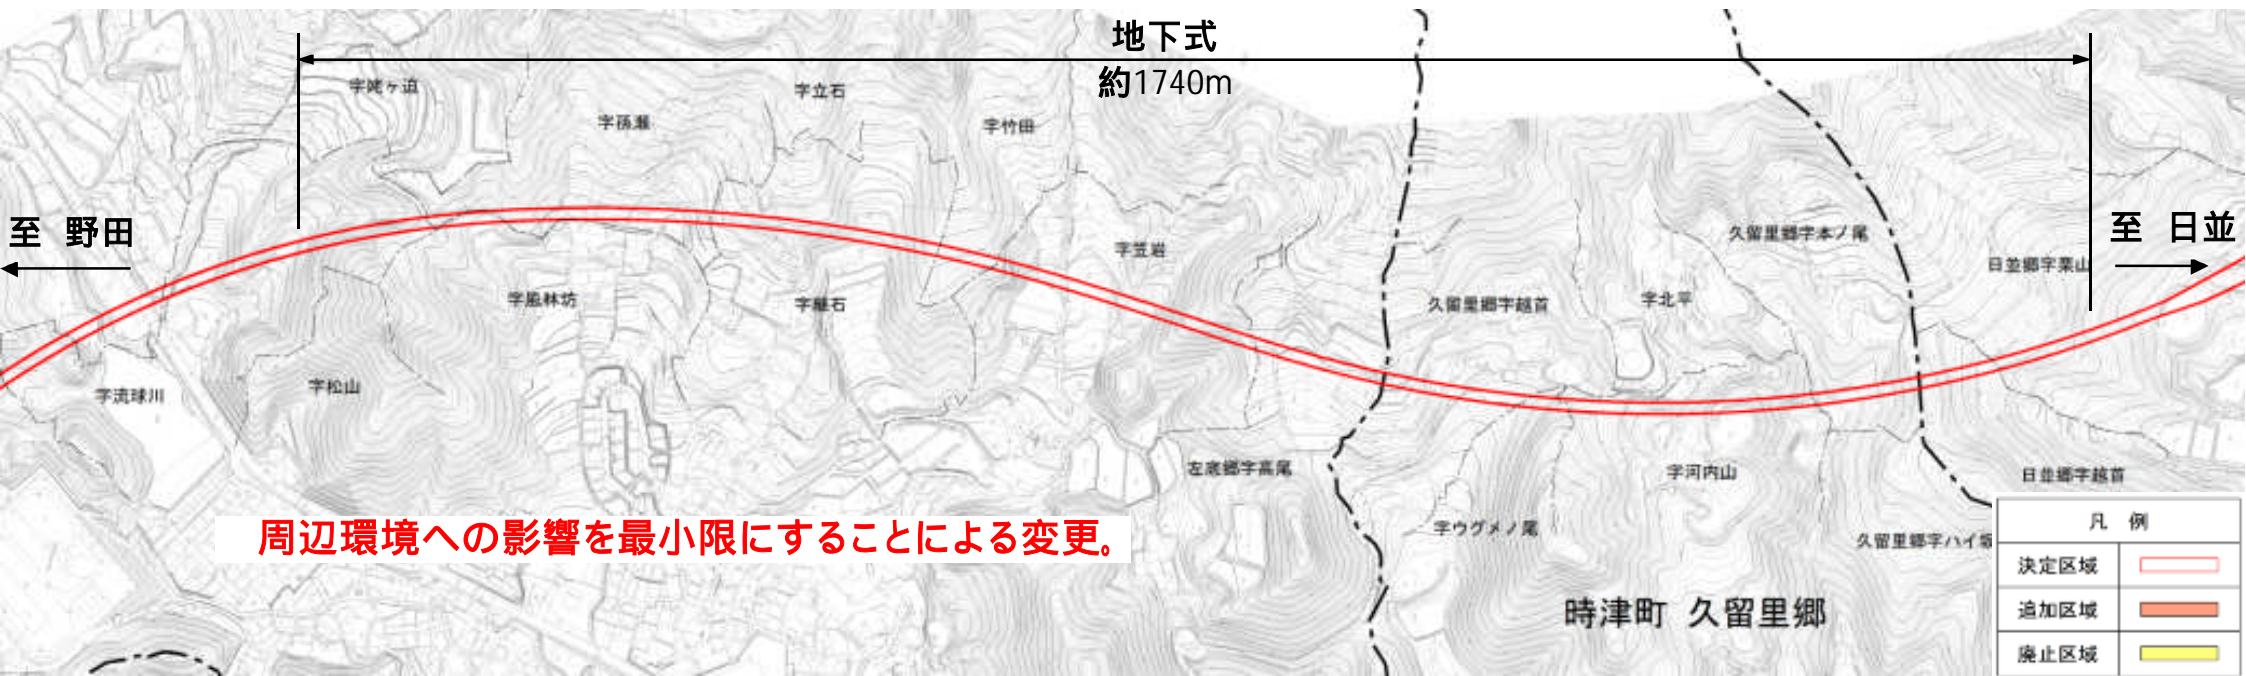 地下式
約1740m
字立石
字孫瀬
字竹田
至 野田
至 日並
字笠岩
久留里郷字本ノ尾
日並郷字栗山
字風林坊
久留里郷字越首
字北平
字松山
字流球川
左底郷字高尾
字河内山
日並郷字越首
周辺環境への影響を最小限にすることによる変更。
字ウグメノ尾
久留里郷字ハイ坂
時津町 久留里郷
凡 例
決定区域
追加区域
廃止区域